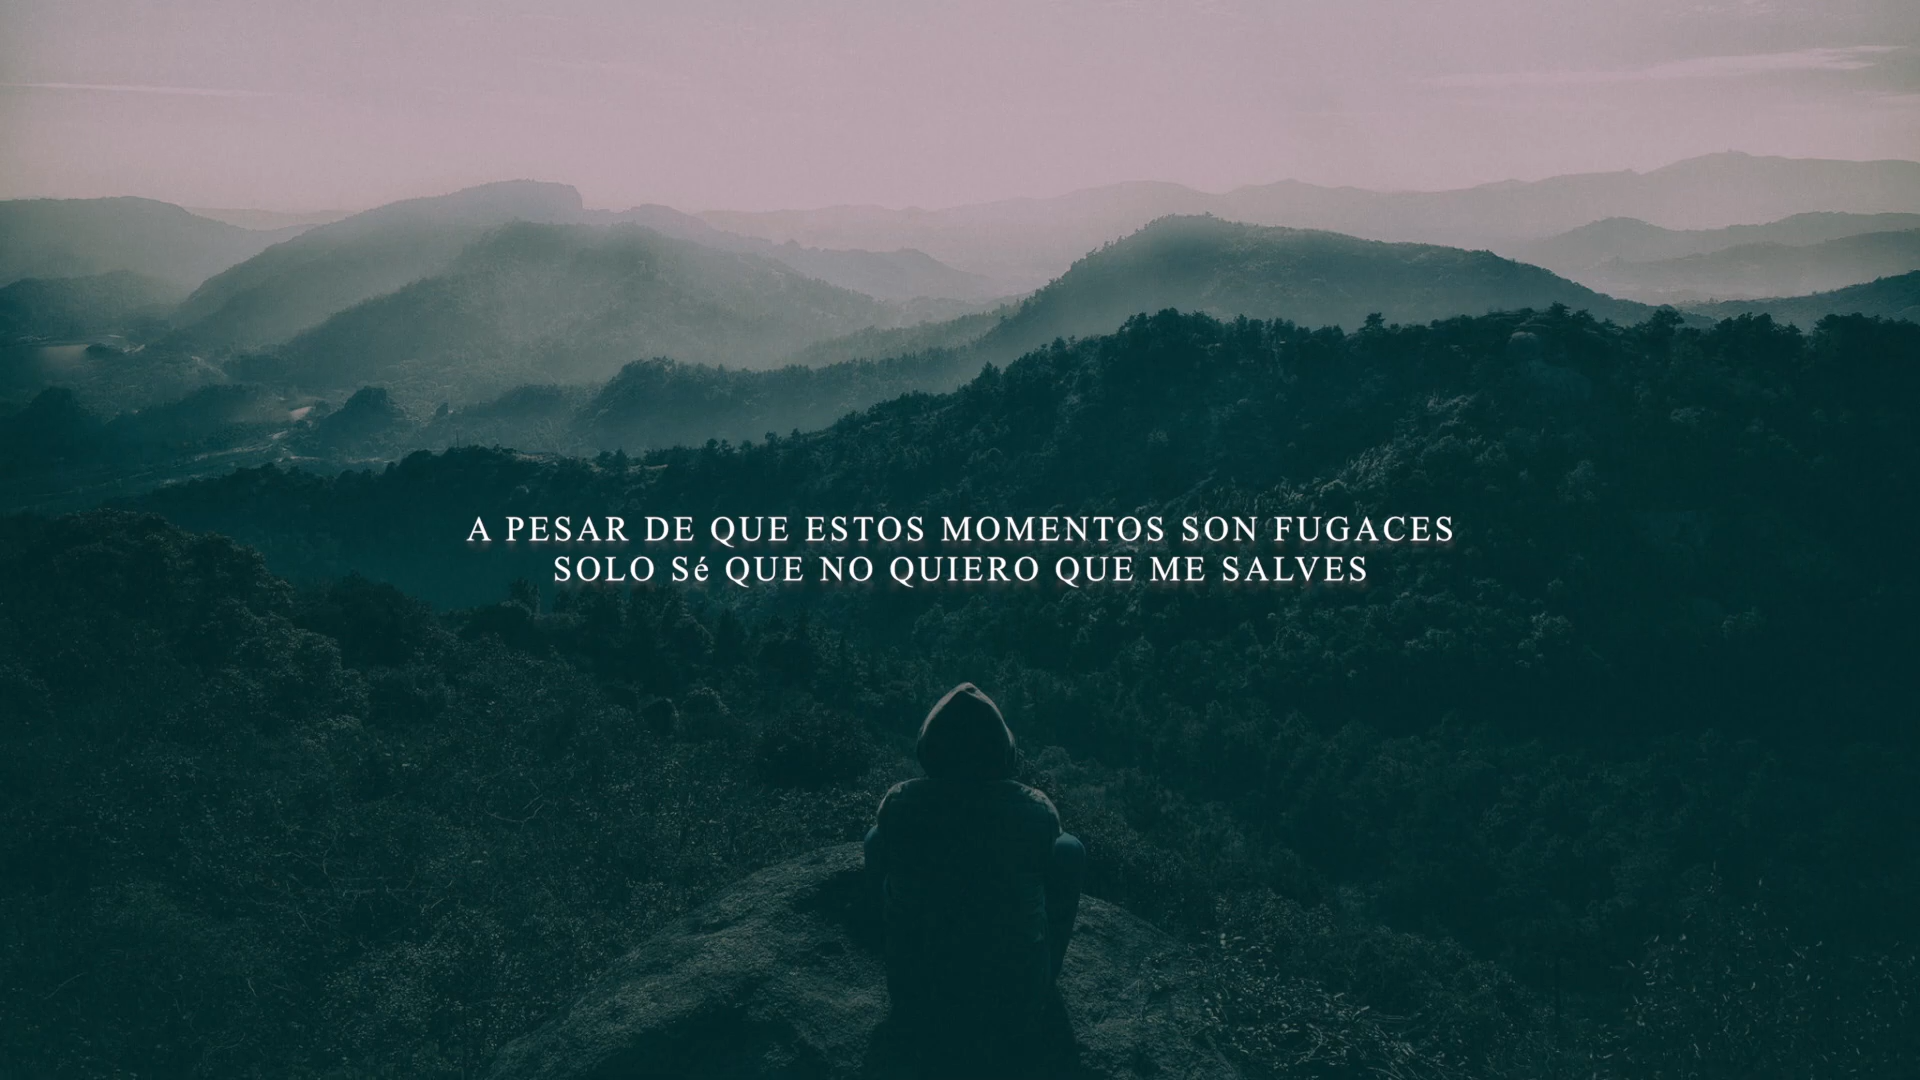 A PESAR DE QUE ESTOS MOMENTOS SON FUGACES
SOLO Sé QUE NO QUIERO QUE ME SALVES